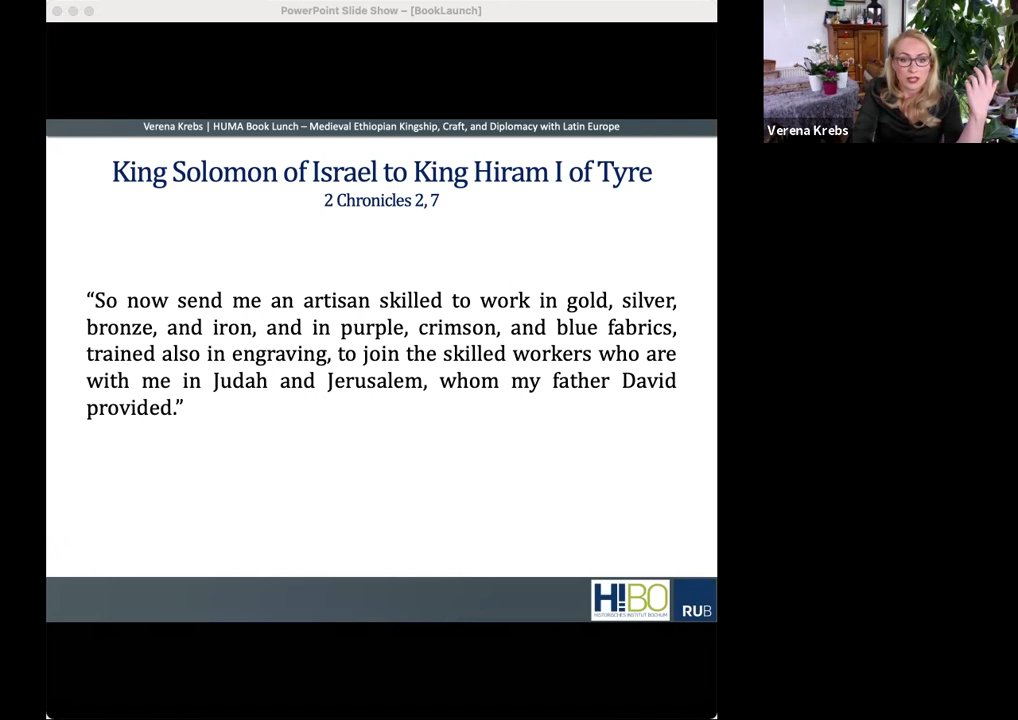 PowerPoint Slide Show – [BookLaunch]
Verena Krebs | HUMA Book Lunch – Medieval Ethiopian Kingship, Craft, and Diplomacy with Latin Europe
King Solomon of Israel to King Hiram I of Tyre
2 Chronicles 2, 7
“So now send me an artisan skilled to work in gold, silver,
bronze, and iron, and in purple, crimson, and blue fabrics,
trained also in engraving, to join the skilled workers who are
with me in Judah and Jerusalem, whom my father David
provided.”
H!BO
HISTORISCHES INSTITUT BOCHUM
RUB
Verena Krebs